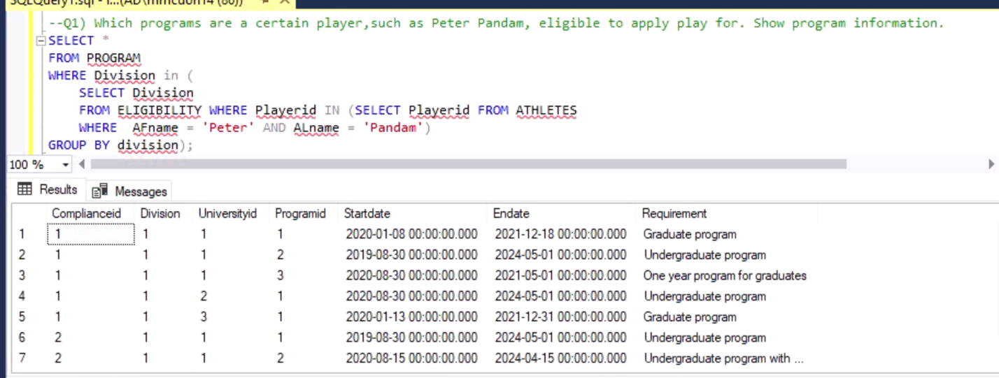 SQLQuery1.sql - l...(AD\mmcdon14 (80))
--Q1) Which programs are a certain player,such as Peter Pandam, eligible to apply play for. Show program information.
SELECT *
FROM PROGRAM
WHERE Division in (
SELECT Division
FROM ELIGIBILITY WHERE Playerid IN (SELECT Playerid FROM ATHLETES
WHERE AFname = 'Peter' AND ALname = 'Pandam')
GROUP BY division);
100 %
Results Messages
Complianceid Division Universityid Programid Startdate Endate Requirement
1 1 1 1 1 2020-01-08 00:00:00.000 2021-12-18 00:00:00.000 Graduate program
2 1 1 1 2 2019-08-30 00:00:00.000 2024-05-01 00:00:00.000 Undergraduate program
3 1 1 1 3 2020-08-30 00:00:00.000 2021-05-01 00:00:00.000 One year program for graduates
4 1 1 2 1 2020-08-30 00:00:00.000 2024-05-01 00:00:00.000 Undergraduate program
5 1 1 3 1 2020-01-13 00:00:00.000 2021-12-31 00:00:00.000 Graduate program
6 2 1 1 1 2019-08-30 00:00:00.000 2024-05-01 00:00:00.000 Undergraduate program
7 2 1 1 2 2020-08-15 00:00:00.000 2024-04-15 00:00:00.000 Undergraduate program with ...